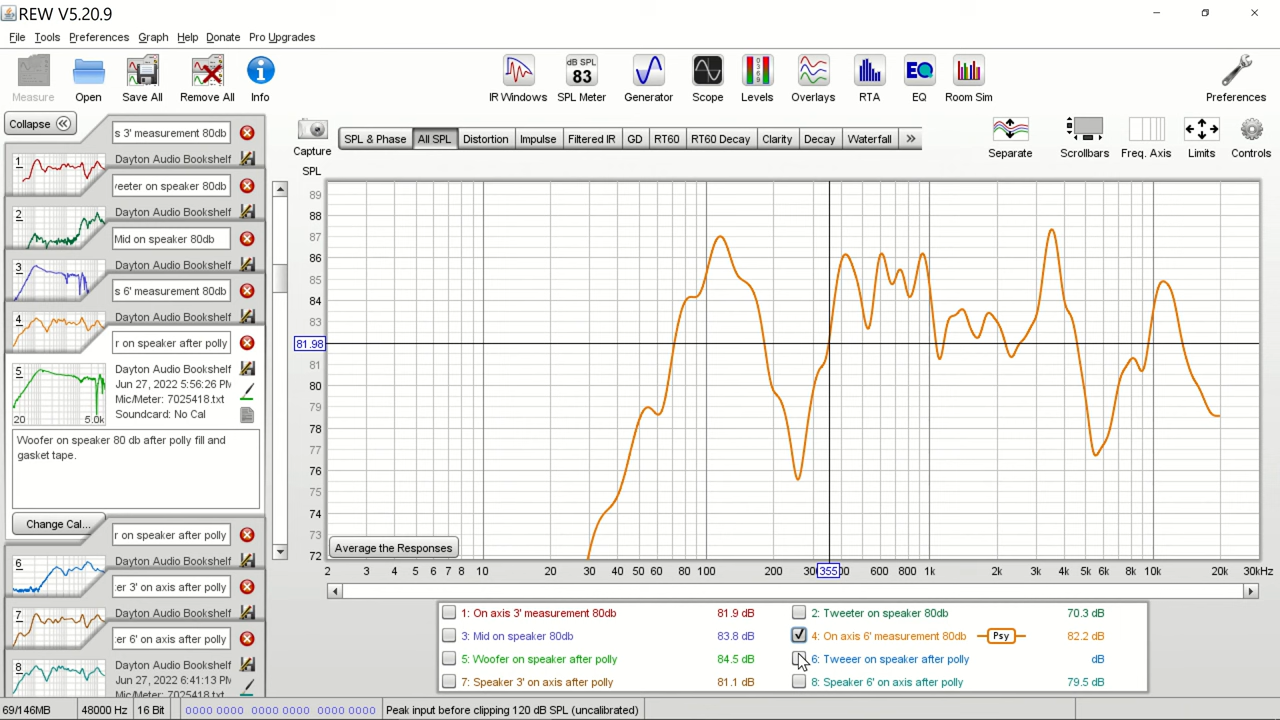 REW V5.20.9
File Tools Preferences Graph Help Donate Pro Upgrades
dB SPL
83
Measure Open Save All Remove All Info IR Windows SPL Meter Generator Scope Levels Overlays RTA EQ Room Sim Preferences
Collapse
s 3' measurement 80db
1
Dayton Audio Bookshelf
veeter on speaker 80db
2
Dayton Audio Bookshelf
Mid on speaker 80db
3
Dayton Audio Bookshelf
s 6' measurement 80db
4
Dayton Audio Bookshelf
r on speaker after polly
5
Dayton Audio Bookshelf
Jun 27, 2022 5:56:26 PM
Mic/Meter: 7025418.txt
Soundcard: No Cal
20 5.0k
Woofer on speaker 80 db after polly fill and
gasket tape.
Change Cal...
r on speaker after polly
6
Dayton Audio Bookshelf
er 3' on axis after polly
7
Dayton Audio Bookshelf
er 6' on axis after polly
8
Dayton Audio Bookshelf
Jun 27, 2022 6:41:13 PM
Mic/Meter: 7025418.txt
Capture
SPL & Phase All SPL Distortion Impulse Filtered IR GD RT60 RT60 Decay Clarity Decay Waterfall
Separate Scrollbars Freq. Axis Limits Controls
SPL
89
88
87
86
85
84
83
81.98
81
80
79
78
77
76
75
74
73
72
Average the Responses
2 3 4 5 6 7 8 10 20 30 40 50 60 80 100 200 30 355 00 600 800 1k 2k 3k 4k 5k 6k 8k 10k 20k 30kHz
1: On axis 3' measurement 80db 81.9 dB 2: Tweeter on speaker 80db 70.3 dB
3: Mid on speaker 80db 83.8 dB 4: On axis 6' measurement 80db Psy 82.2 dB
5: Woofer on speaker after polly 84.5 dB 6: Tweeer on speaker after polly dB
7: Speaker 3' on axis after polly 81.1 dB 8: Speaker 6' on axis after polly 79.5 dB
69/146MB 48000 Hz 16 Bit 0000 0000 0000 0000 0000 0000 Peak input before clipping 120 dB SPL (uncalibrated)